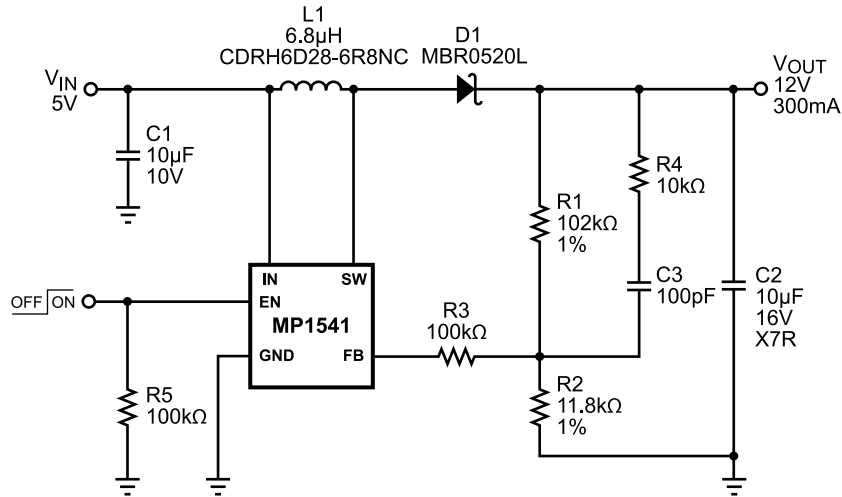 L1
6.8µH
CDRH6D28-6R8NC
D1
MBR0520L
VIN
5V
VOUT
12V
300mA
C1
10µF
10V
R4
10kΩ
R1
102kΩ
1%
IN
SW
C3
100pF
C2
10µF
16V
X7R
OFF ON
EN
MP1541
R3
100kΩ
GND
FB
R5
100kΩ
R2
11.8kΩ
1%